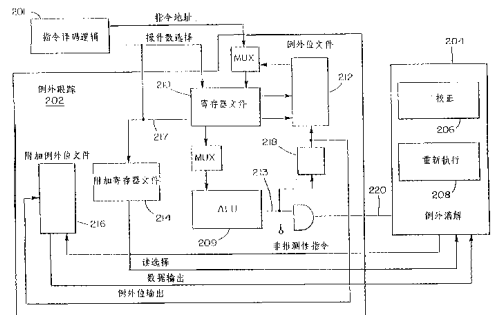 201
指令译码逻辑
指令地址
操作数选择
MUX
例外位文件
212
204
例外跟踪
202
210
寄存器文件
校正
206
217
附加例外位文件
MUX
218
重新执行
208
附加寄存器文件
214
ALU
213
220
例外消解
216
209
非推测性指令
读选择
数据输出
例外位输出